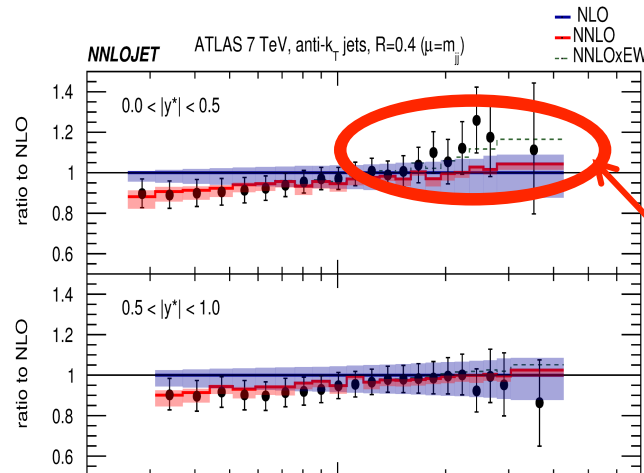 NLO
NNLO
NNLOxEW
NNLOJET ATLAS 7 TeV, anti-k_T jets, R=0.4 (μ=m_jj)
0.0 < |y*| < 0.5
ratio to NLO
1.4
1.2
1
0.8
0.6
0.5 < |y*| < 1.0
ratio to NLO
1.4
1.2
1
0.8
0.6